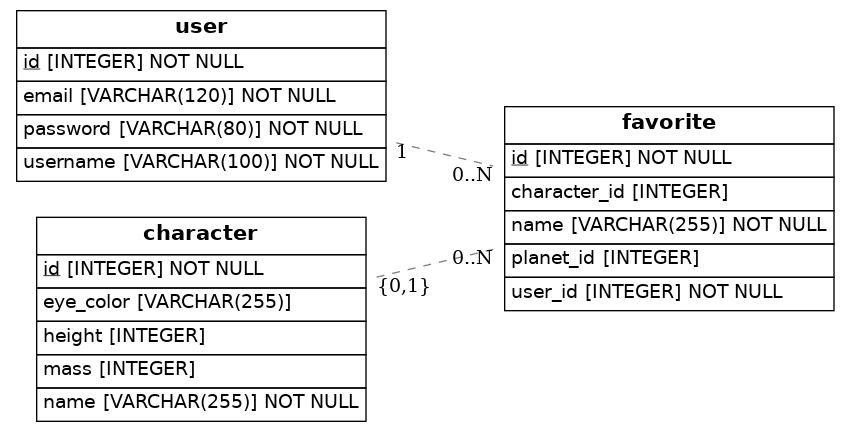 user
id [INTEGER] NOT NULL
email [VARCHAR(120)] NOT NULL
password [VARCHAR(80)] NOT NULL
username [VARCHAR(100)] NOT NULL
1
0..N
favorite
id [INTEGER] NOT NULL
character_id [INTEGER]
name [VARCHAR(255)] NOT NULL
planet_id [INTEGER]
user_id [INTEGER] NOT NULL
character
id [INTEGER] NOT NULL
eye_color [VARCHAR(255)]
height [INTEGER]
mass [INTEGER]
name [VARCHAR(255)] NOT NULL
0..N
{0,1}